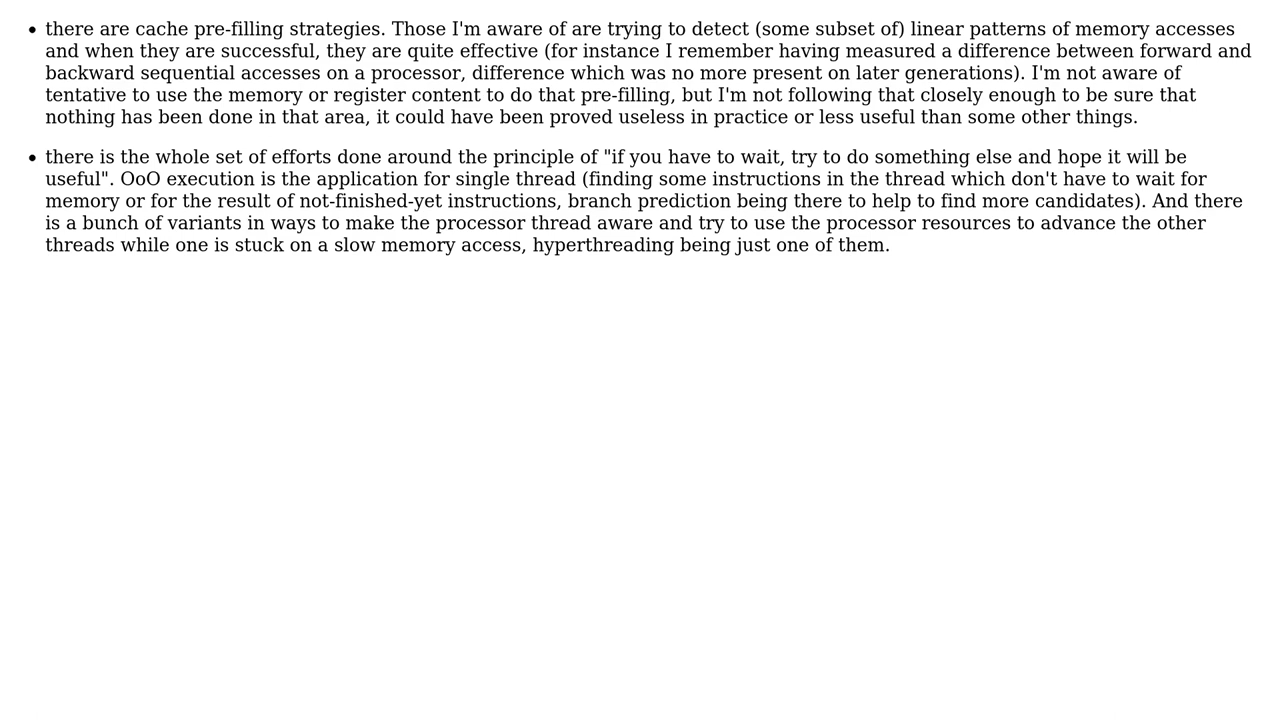 • there are cache pre-filling strategies. Those I'm aware of are trying to detect (some subset of) linear patterns of memory accesses
and when they are successful, they are quite effective (for instance I remember having measured a difference between forward and
backward sequential accesses on a processor, difference which was no more present on later generations). I'm not aware of
tentative to use the memory or register content to do that pre-filling, but I'm not following that closely enough to be sure that
nothing has been done in that area, it could have been proved useless in practice or less useful than some other things.
• there is the whole set of efforts done around the principle of "if you have to wait, try to do something else and hope it will be
useful". OoO execution is the application for single thread (finding some instructions in the thread which don't have to wait for
memory or for the result of not-finished-yet instructions, branch prediction being there to help to find more candidates). And there
is a bunch of variants in ways to make the processor thread aware and try to use the processor resources to advance the other
threads while one is stuck on a slow memory access, hyperthreading being just one of them.